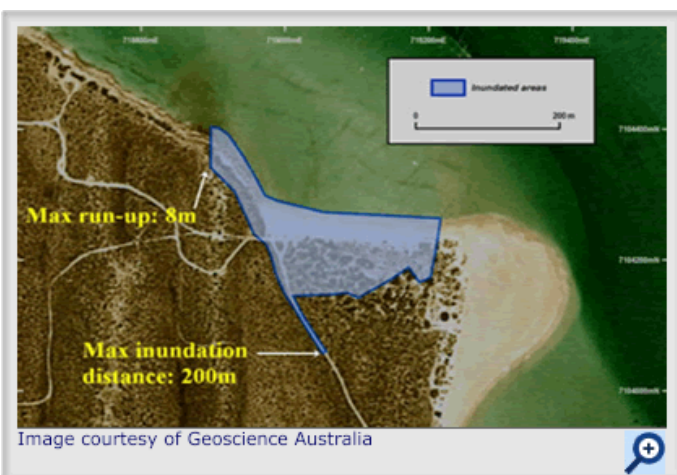 Inundated areas
0 200 m
Max run-up: 8m
Max inundation
distance: 200m
Image courtesy of Geoscience Australia